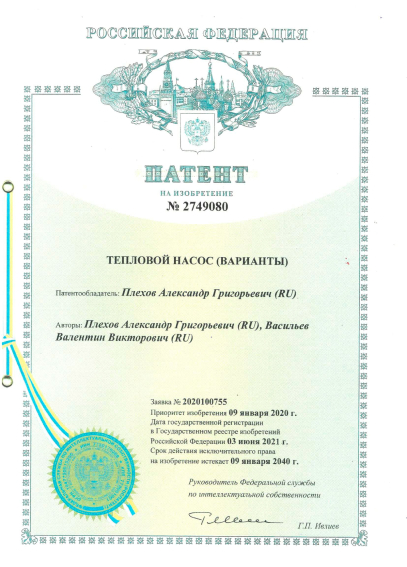 РОССИЙСКАЯ ФЕДЕРАЦИЯ
ПАТЕНТ
НА ИЗОБРЕТЕНИЕ
№ 2749080
ТЕПЛОВОЙ НАСОС (ВАРИАНТЫ)
Патентообладатель: Плехов Александр Григорьевич (RU)
Авторы: Плехов Александр Григорьевич (RU), Васильев
Валентин Викторович (RU)
Заявка № 2020100755
Приоритет изобретения 09 января 2020 г.
Дата государственной регистрации
в Государственном реестре изобретений
Российской Федерации 03 июня 2021 г.
Срок действия исключительного права
на изобретение истекает 09 января 2040 г.
Руководитель Федеральной службы
по интеллектуальной собственности
Г.П. Ивлиев